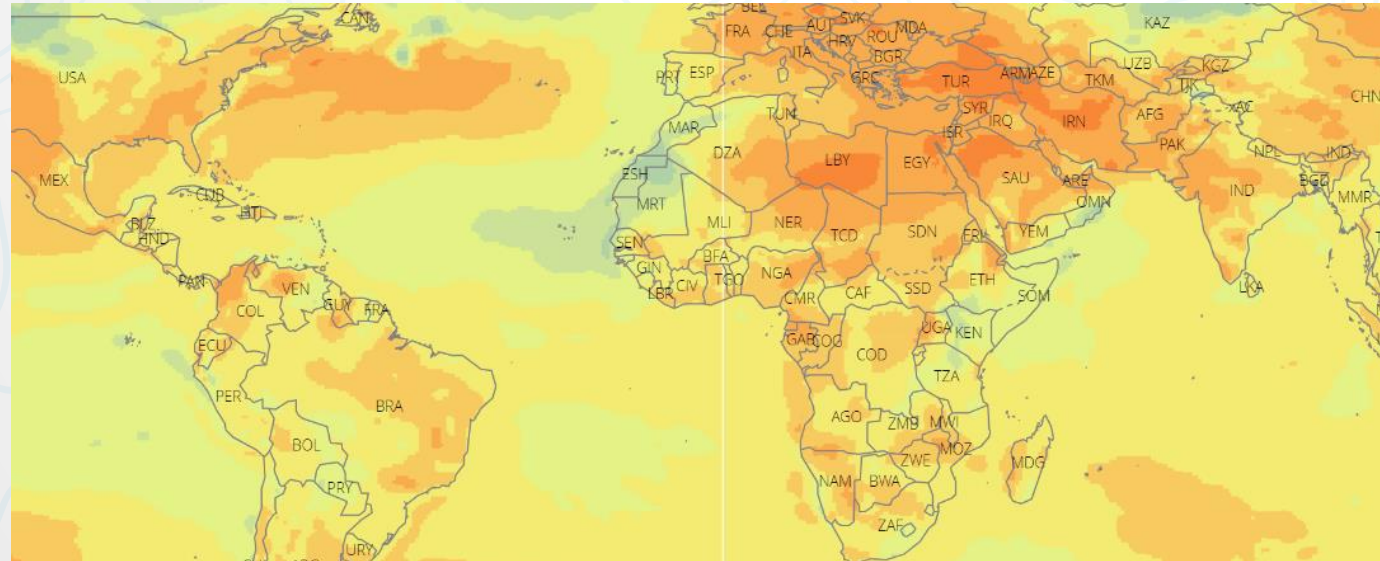 CAN
BEL
SVK
AUT
MDA
FRA
CHE
ROU
HRV
ITA
BGR
KAZ
UZB
KGZ
USA
PRT
ESP
GRC
TUR
ARM
AZE
TKM
TJK
CHN
TUN
SYR
IRQ
IRN
AFG
MAR
ISR
PAK
DZA
LBY
EGY
NPL
IND
MEX
ESH
SAU
ARE
IND
BGD
CUB
MRT
OMN
MMR
HTI
BLZ
HND
MLI
NER
TCD
SDN
ERI
YEM
SEN
BFA
PAN
VEN
GIN
TGO
NGA
ETH
GUY
FRA
LBR
CIV
CMR
CAF
SSD
SOM
LKA
COL
ECU
GAB
COG
UGA
KEN
COD
TZA
PER
BRA
AGO
ZMB
MWI
BOL
MOZ
ZWE
MDG
PRY
NAM
BWA
ZAF
URY